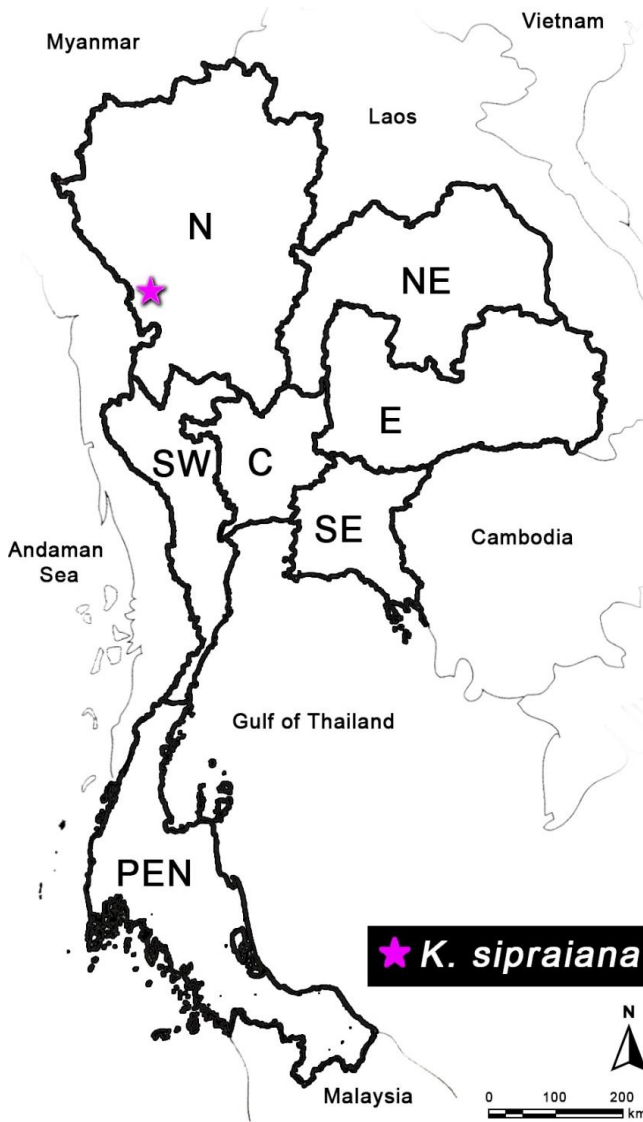 Myanmar
Vietnam
Laos
N
NE
E
SW
C
SE
Andaman
Sea
Cambodia
Gulf of Thailand
PEN
K. sipraiana
N
Malaysia
0 100 200
km